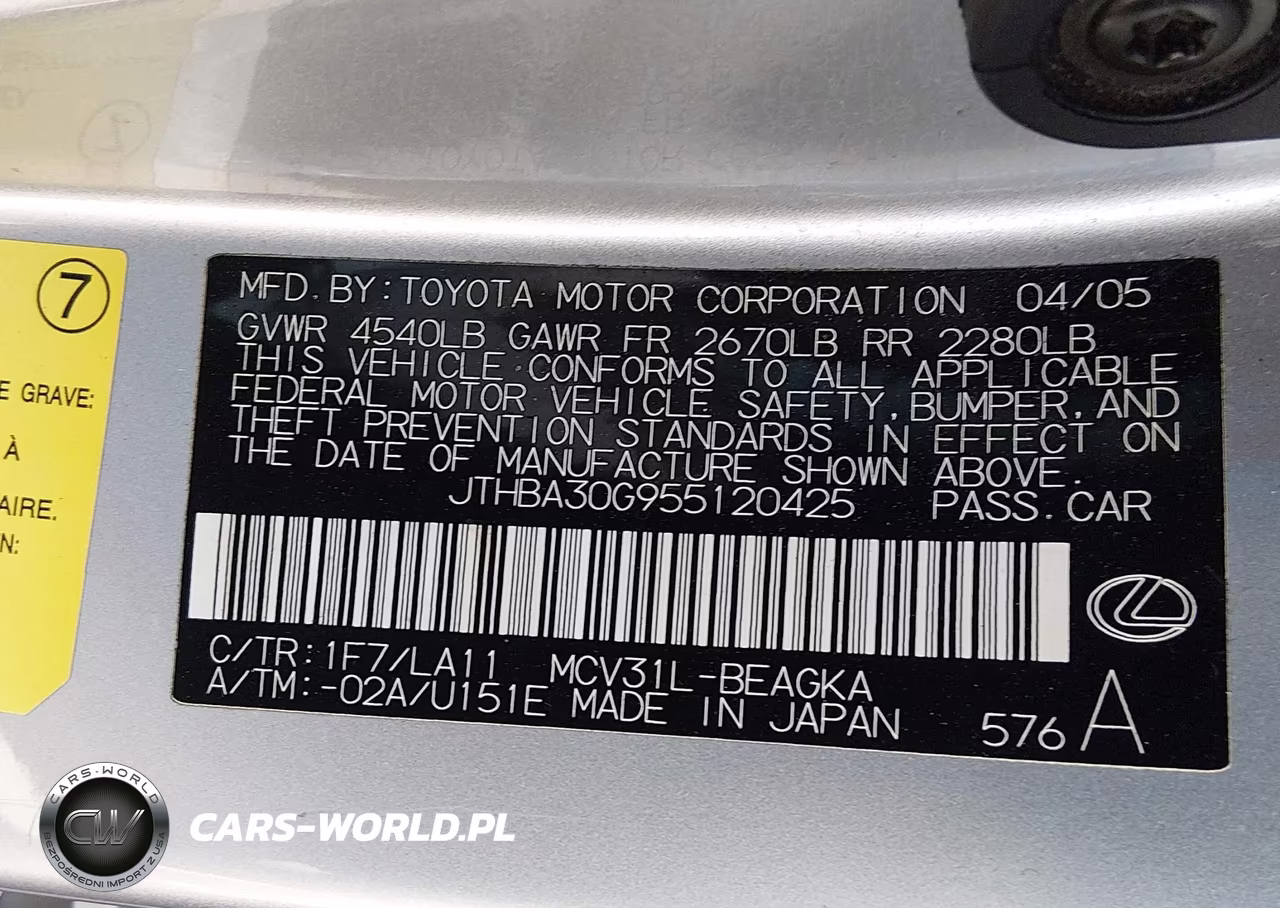 7
MFD. BY: TOYOTA MOTOR CORPORATION 04/05
GVWR 4540LB GAWR FR 2670LB RR 2280LB
THIS VEHICLE CONFORMS TO ALL APPLICABLE
FEDERAL MOTOR VEHICLE SAFETY, BUMPER, AND
THEFT PREVENTION STANDARDS IN EFFECT ON
THE DATE OF MANUFACTURE SHOWN ABOVE.
JTHBA30G955120425 PASS. CAR
E GRAVE:
À
AIRE.
N:
C/TR: 1F7/LA11 MCV31L-BEAGKA
A/TM: -02A/U151E MADE IN JAPAN 576 A
CARS-WORLD
CW
BEZPOŚREDNI IMPORT Z USA
CARS-WORLD.PL